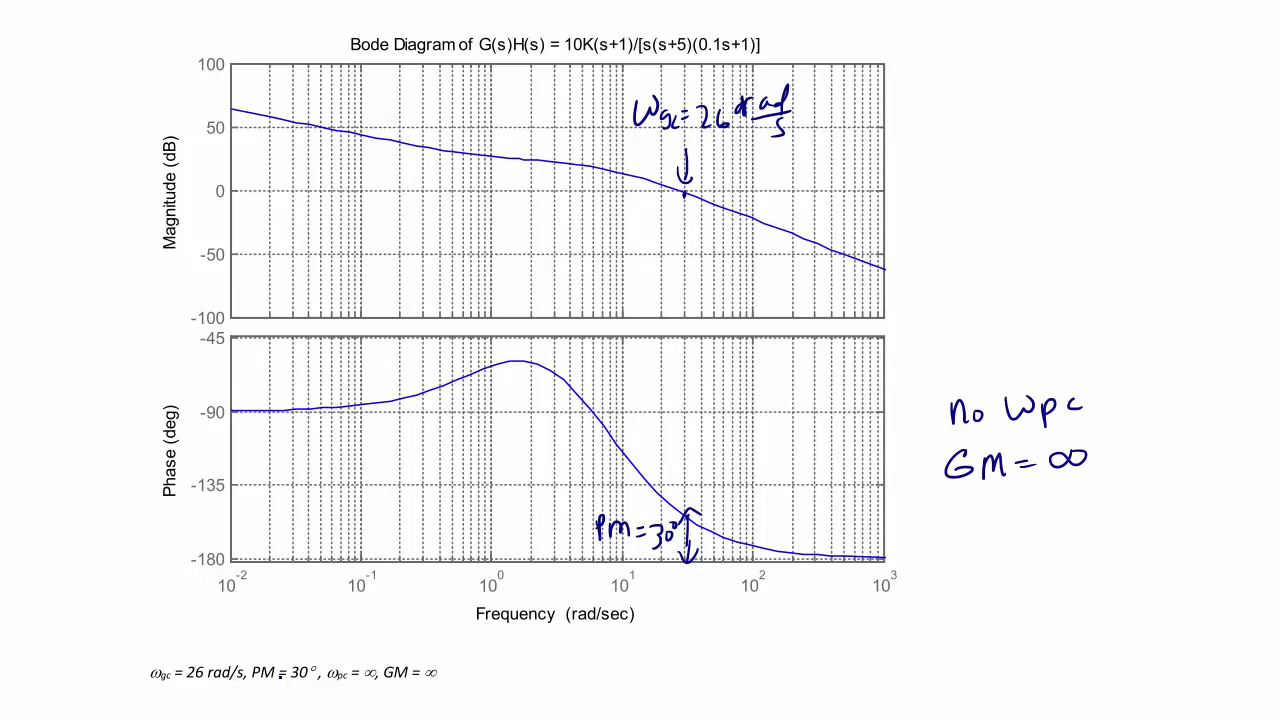 Bode Diagram of G(s)H(s) = 10K(s+1)/[s(s+5)(0.1s+1)]
100
50
0
-50
-100
Magnitude (dB)
ωgc = 26 rad/s
-45
-90
-135
-180
Phase (deg)
PM = 30°
10^-2 10^-1 10^0 10^1 10^2 10^3
Frequency (rad/sec)
no ωpc
GM = ∞
ωgc = 26 rad/s, PM = 30°, ωpc = ∞, GM = ∞